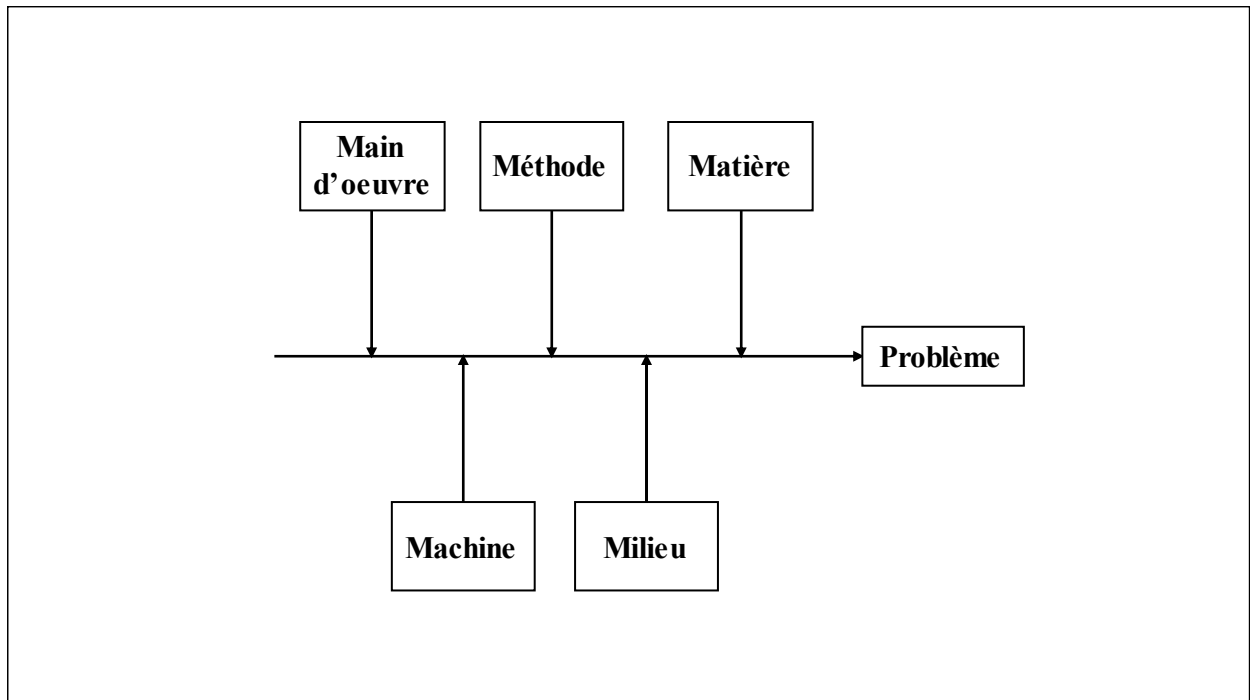 Main
d’oeuvre
Méthode
Matière
Problème
Machine
Milieu